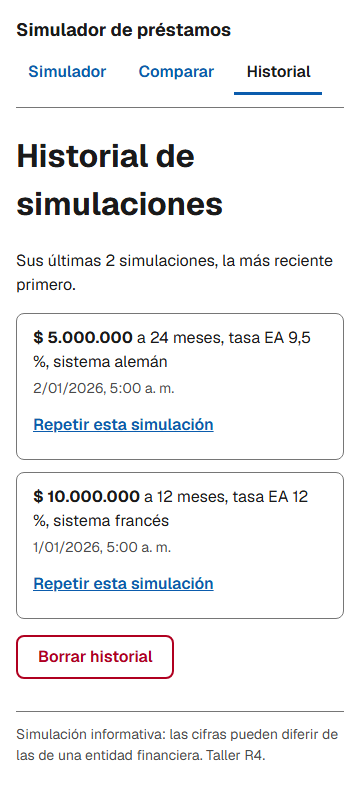 Simulador de préstamos
Simulador Comparar Historial
Historial de
simulaciones
Sus últimas 2 simulaciones, la más reciente
primero.
$ 5.000.000 a 24 meses, tasa EA 9,5
%, sistema alemán
2/01/2026, 5:00 a. m.
Repetir esta simulación
$ 10.000.000 a 12 meses, tasa EA 12
%, sistema francés
1/01/2026, 5:00 a. m.
Repetir esta simulación
Borrar historial
Simulación informativa: las cifras pueden diferir de
las de una entidad financiera. Taller R4.